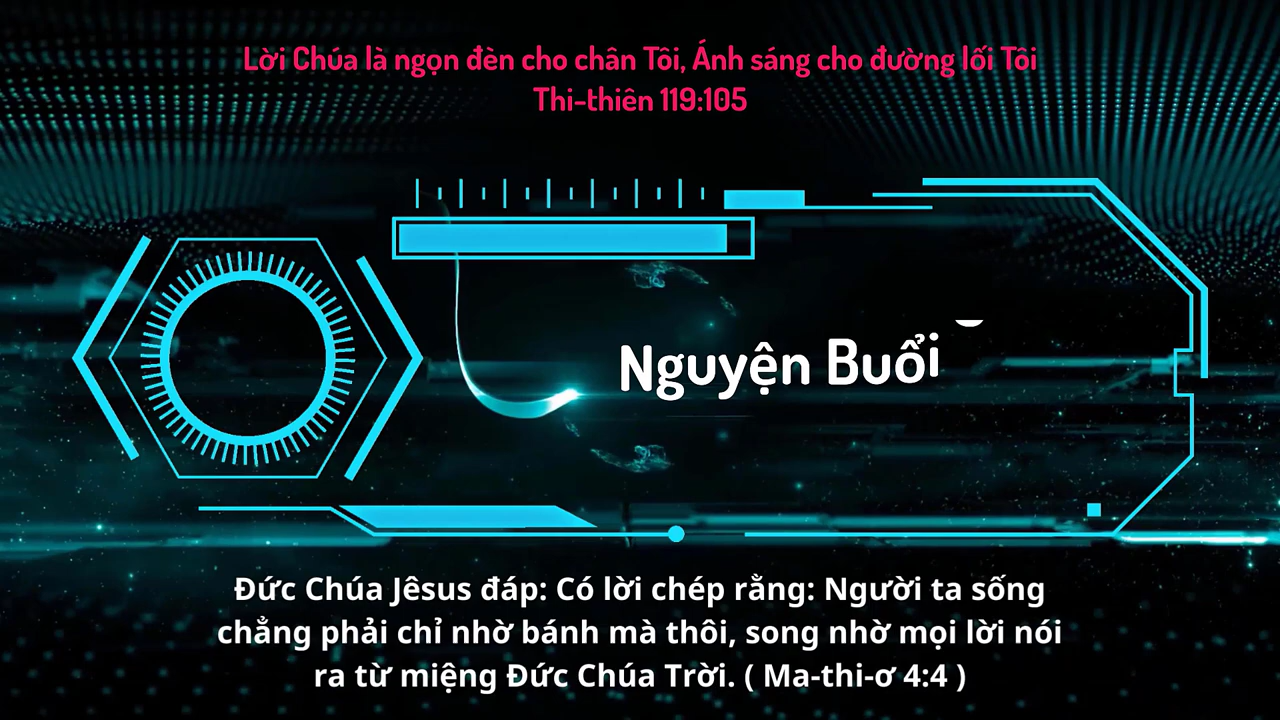 Lời Chúa là ngọn đèn cho chân Tôi, Ánh sáng cho đường lối Tôi
Thi-thiên 119:105
Nguyện Buổi
Đức Chúa Jêsus đáp: Có lời chép rằng: Người ta sống
chẳng phải chỉ nhờ bánh mà thôi, song nhờ mọi lời nói
ra từ miệng Đức Chúa Trời. ( Ma-thi-ơ 4:4 )